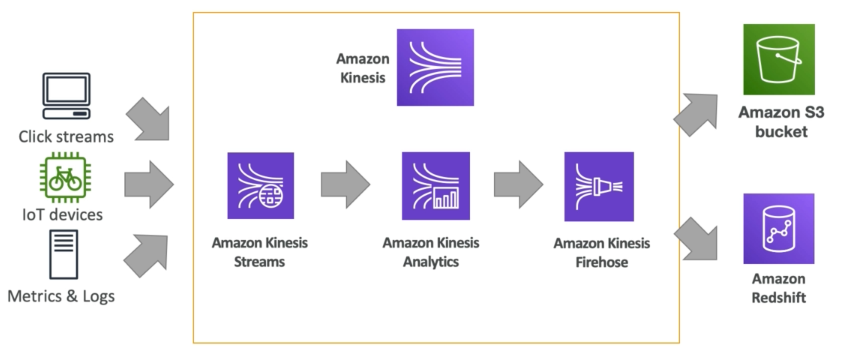 Amazon
Kinesis
Click streams
IoT devices
Metrics & Logs
Amazon Kinesis
Streams
Amazon Kinesis
Analytics
Amazon Kinesis
Firehose
Amazon S3
bucket
Amazon
Redshift